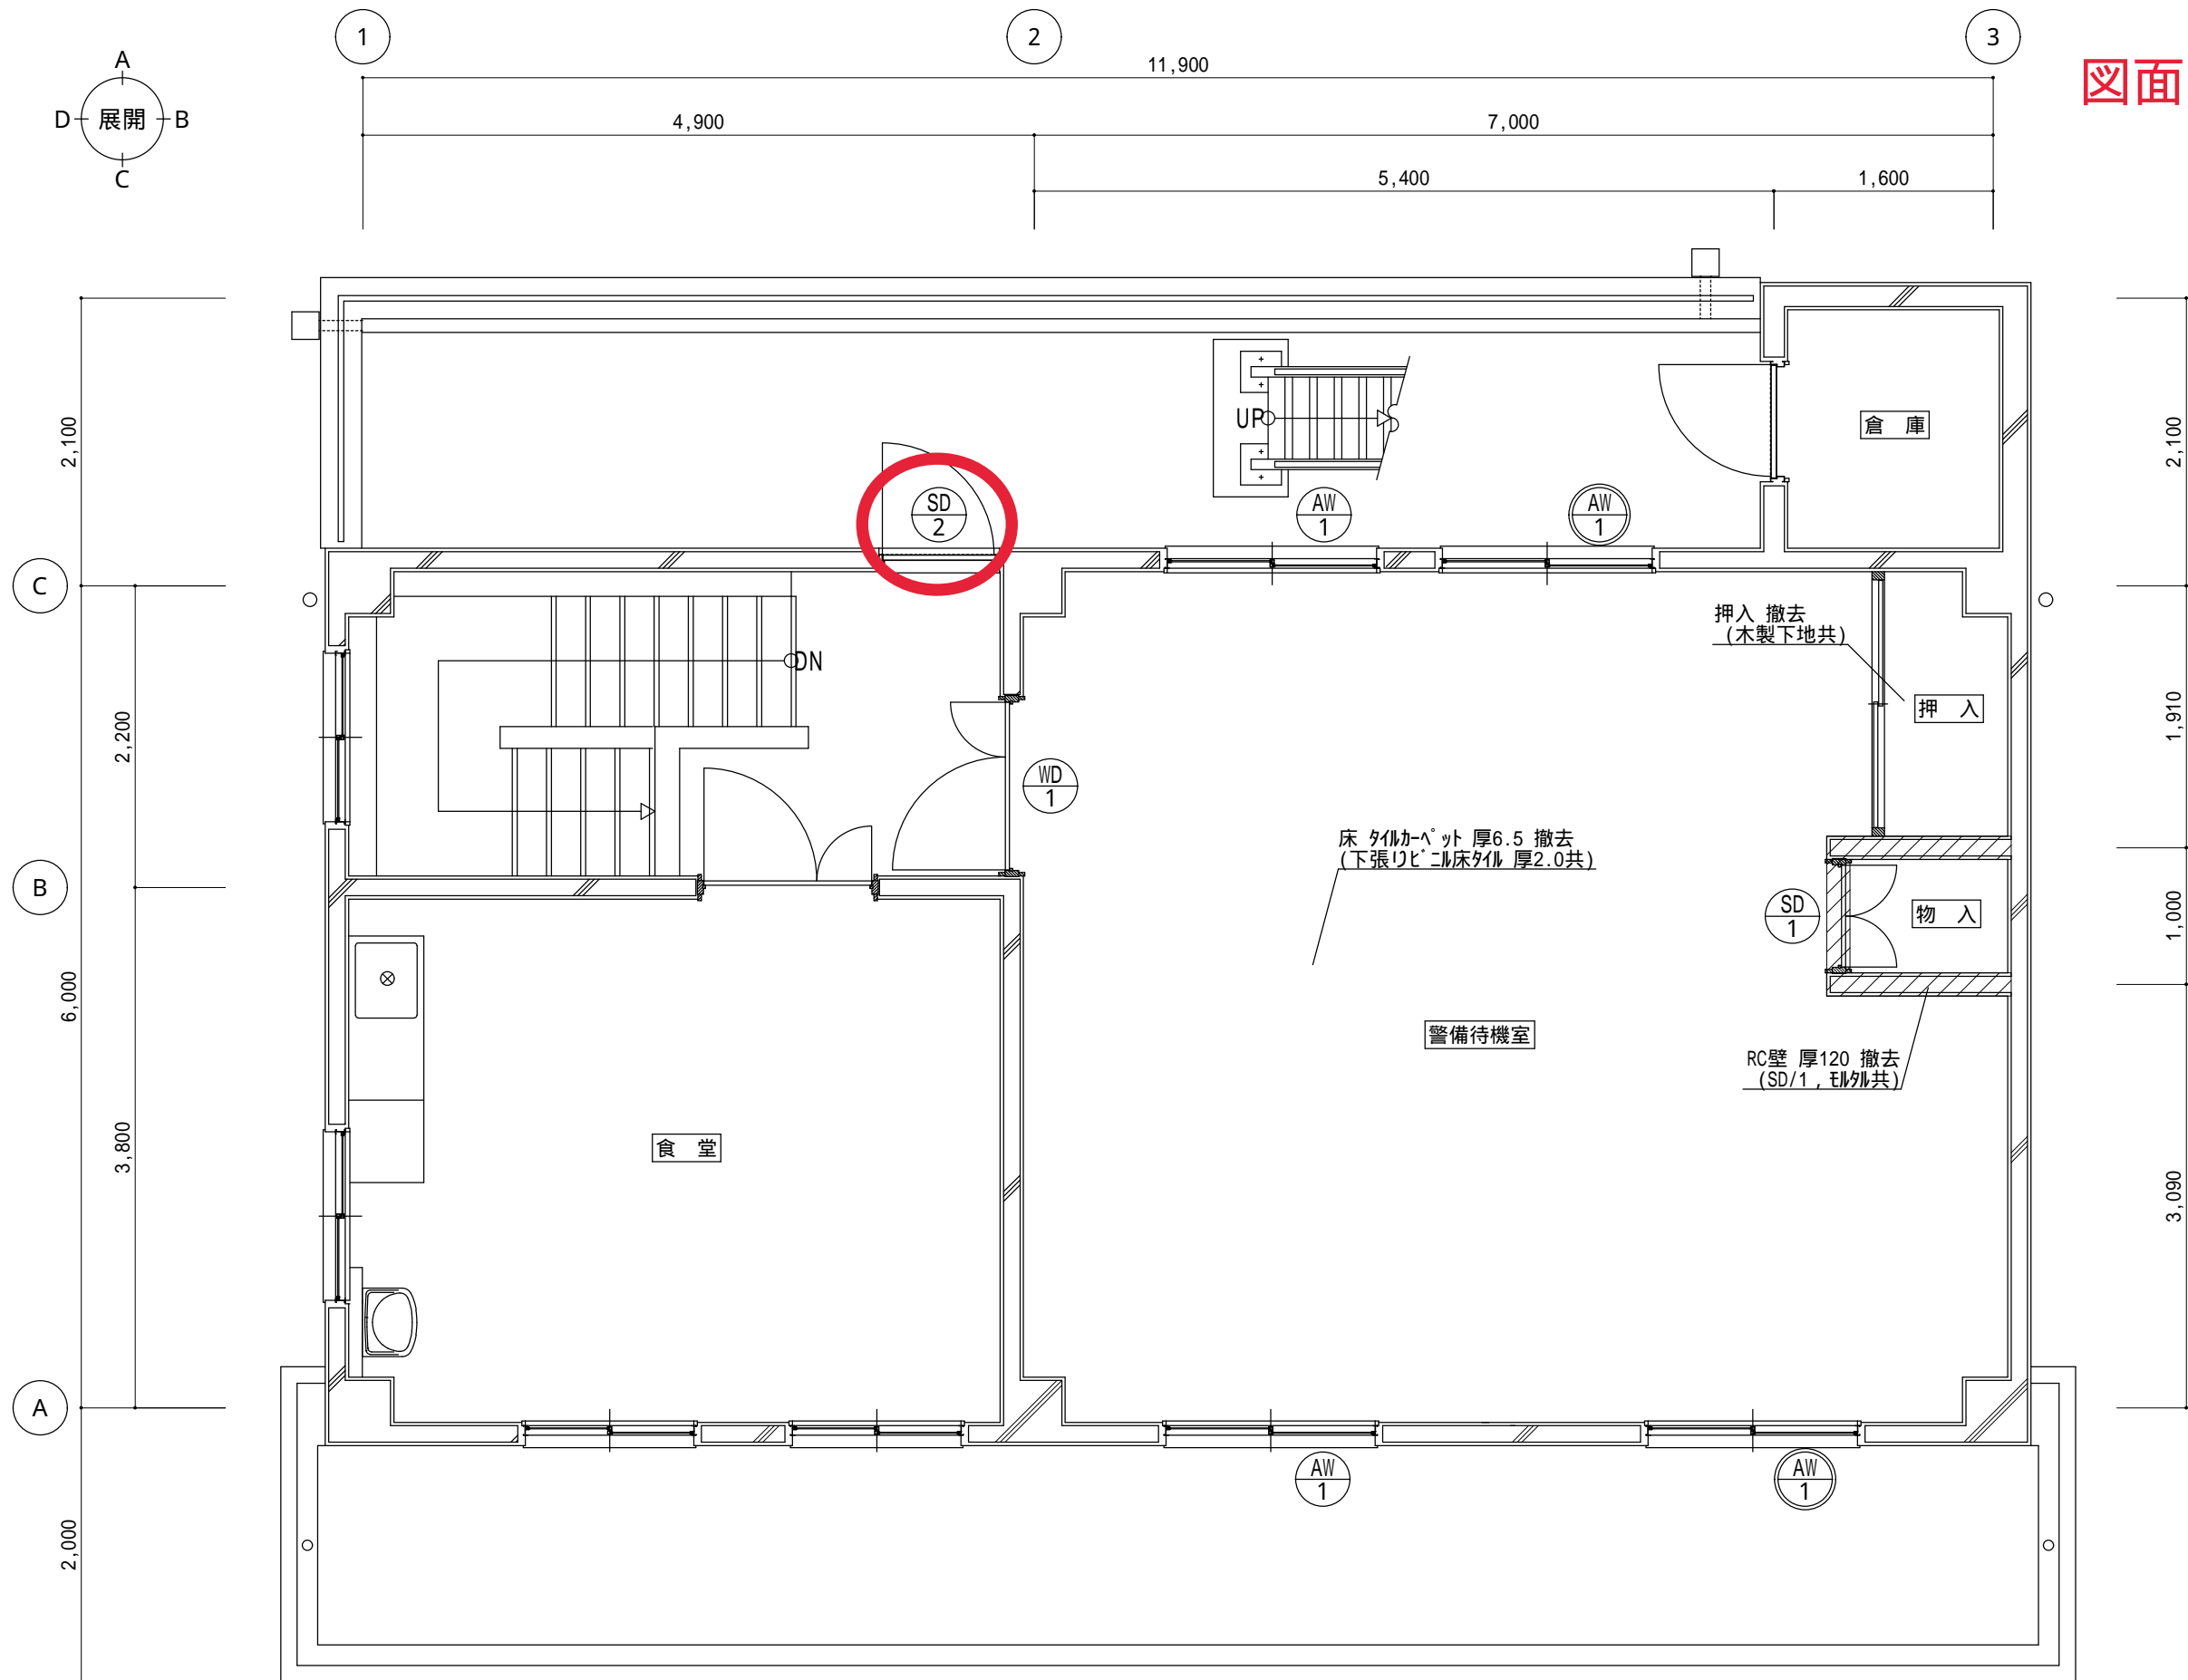 1
2
3
11,900
図面
A
D 展開 B
C
4,900
7,000
5,400
1,600
2,100
2,100
UP
倉　庫
SD
2
AW
1
AW
1
C
押入 撤去
(木製下地共)
DN
押　入
2,200
1,910
WD
1
床 ﾀｲﾙｶｰﾍﾟｯﾄ 厚6.5 撤去
(下張りﾋﾞﾆﾙ床ﾀｲﾙ 厚2.0共)
B
SD
1
物　入
1,000
6,000
警備待機室
RC壁 厚120 撤去
(SD/1 , ﾓﾙﾀﾙ共)
3,800
食　堂
3,090
A
AW
1
AW
1
2,000